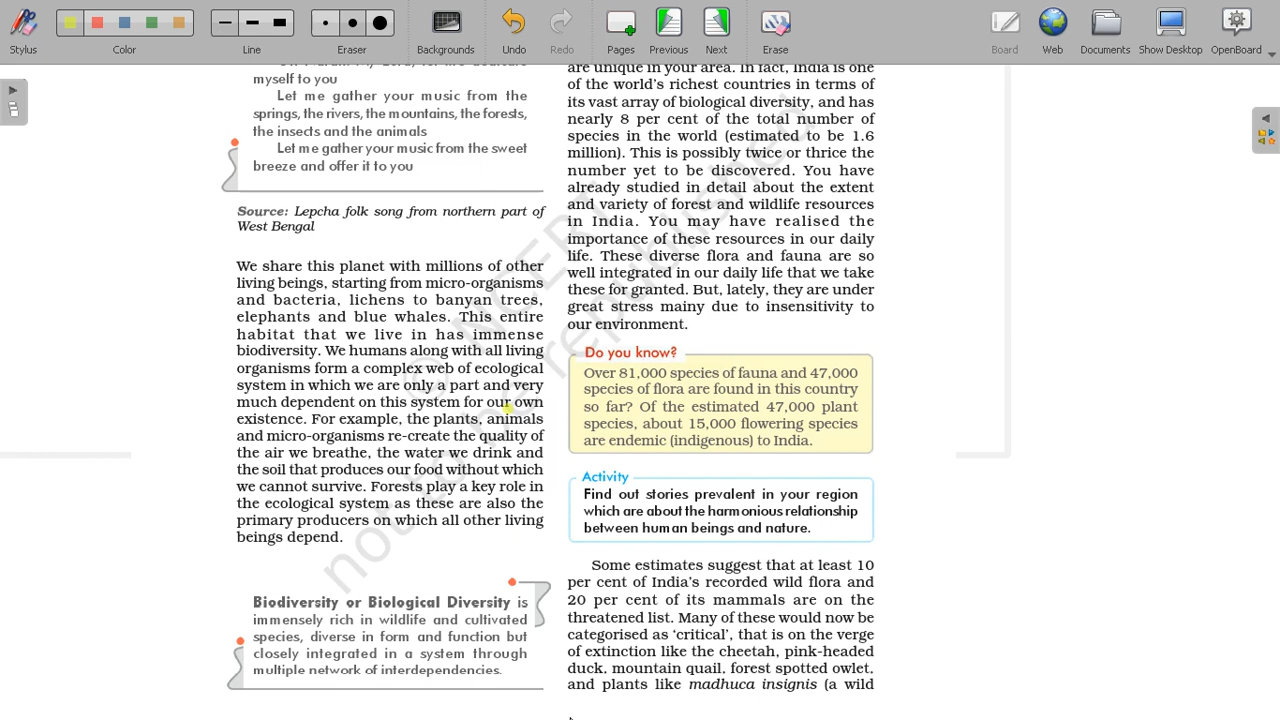 Stylus
Color
Line
Eraser
Backgrounds
Undo
Redo
Pages
Previous
Next
Erase
Board
Web
Documents
Show Desktop
OpenBoard
myself to you
Let me gather your music from the
springs, the rivers, the mountains, the forests,
the insects and the animals
Let me gather your music from the sweet
breeze and offer it to you
Source: Lepcha folk song from northern part of
West Bengal
We share this planet with millions of other
living beings, starting from micro-organisms
and bacteria, lichens to banyan trees,
elephants and blue whales. This entire
habitat that we live in has immense
biodiversity. We humans along with all living
organisms form a complex web of ecological
system in which we are only a part and very
much dependent on this system for our own
existence. For example, the plants, animals
and micro-organisms re-create the quality of
the air we breathe, the water we drink and
the soil that produces our food without which
we cannot survive. Forests play a key role in
the ecological system as these are also the
primary producers on which all other living
beings depend.
Biodiversity or Biological Diversity is
immensely rich in wildlife and cultivated
species, diverse in form and function but
closely integrated in a system through
multiple network of interdependencies.
are unique in your area. In fact, India is one
of the world's richest countries in terms of
its vast array of biological diversity, and has
nearly 8 per cent of the total number of
species in the world (estimated to be 1.6
million). This is possibly twice or thrice the
number yet to be discovered. You have
already studied in detail about the extent
and variety of forest and wildlife resources
in India. You may have realised the
importance of these resources in our daily
life. These diverse flora and fauna are so
well integrated in our daily life that we take
these for granted. But, lately, they are under
great stress mainy due to insensitivity to
our environment.
Do you know?
Over 81,000 species of fauna and 47,000
species of flora are found in this country
so far? Of the estimated 47,000 plant
species, about 15,000 flowering species
are endemic (indigenous) to India.
Activity
Find out stories prevalent in your region
which are about the harmonious relationship
between human beings and nature.
Some estimates suggest that at least 10
per cent of India's recorded wild flora and
20 per cent of its mammals are on the
threatened list. Many of these would now be
categorised as 'critical', that is on the verge
of extinction like the cheetah, pink-headed
duck, mountain quail, forest spotted owlet,
and plants like madhuca insignis (a wild
© NCERT
not to be republished